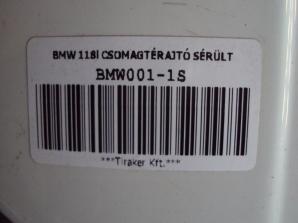 BMW 118I CSOMAGTÉRAJTÓ SÉRÜLT
BMW001-1S
***Tiraker Kft.***